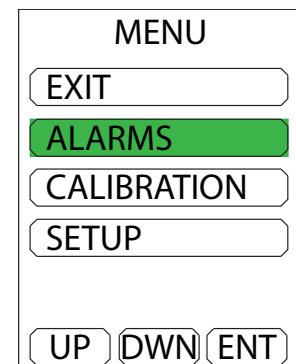 MENU
EXIT
ALARMS
CALIBRATION
SETUP
UP DWN ENT